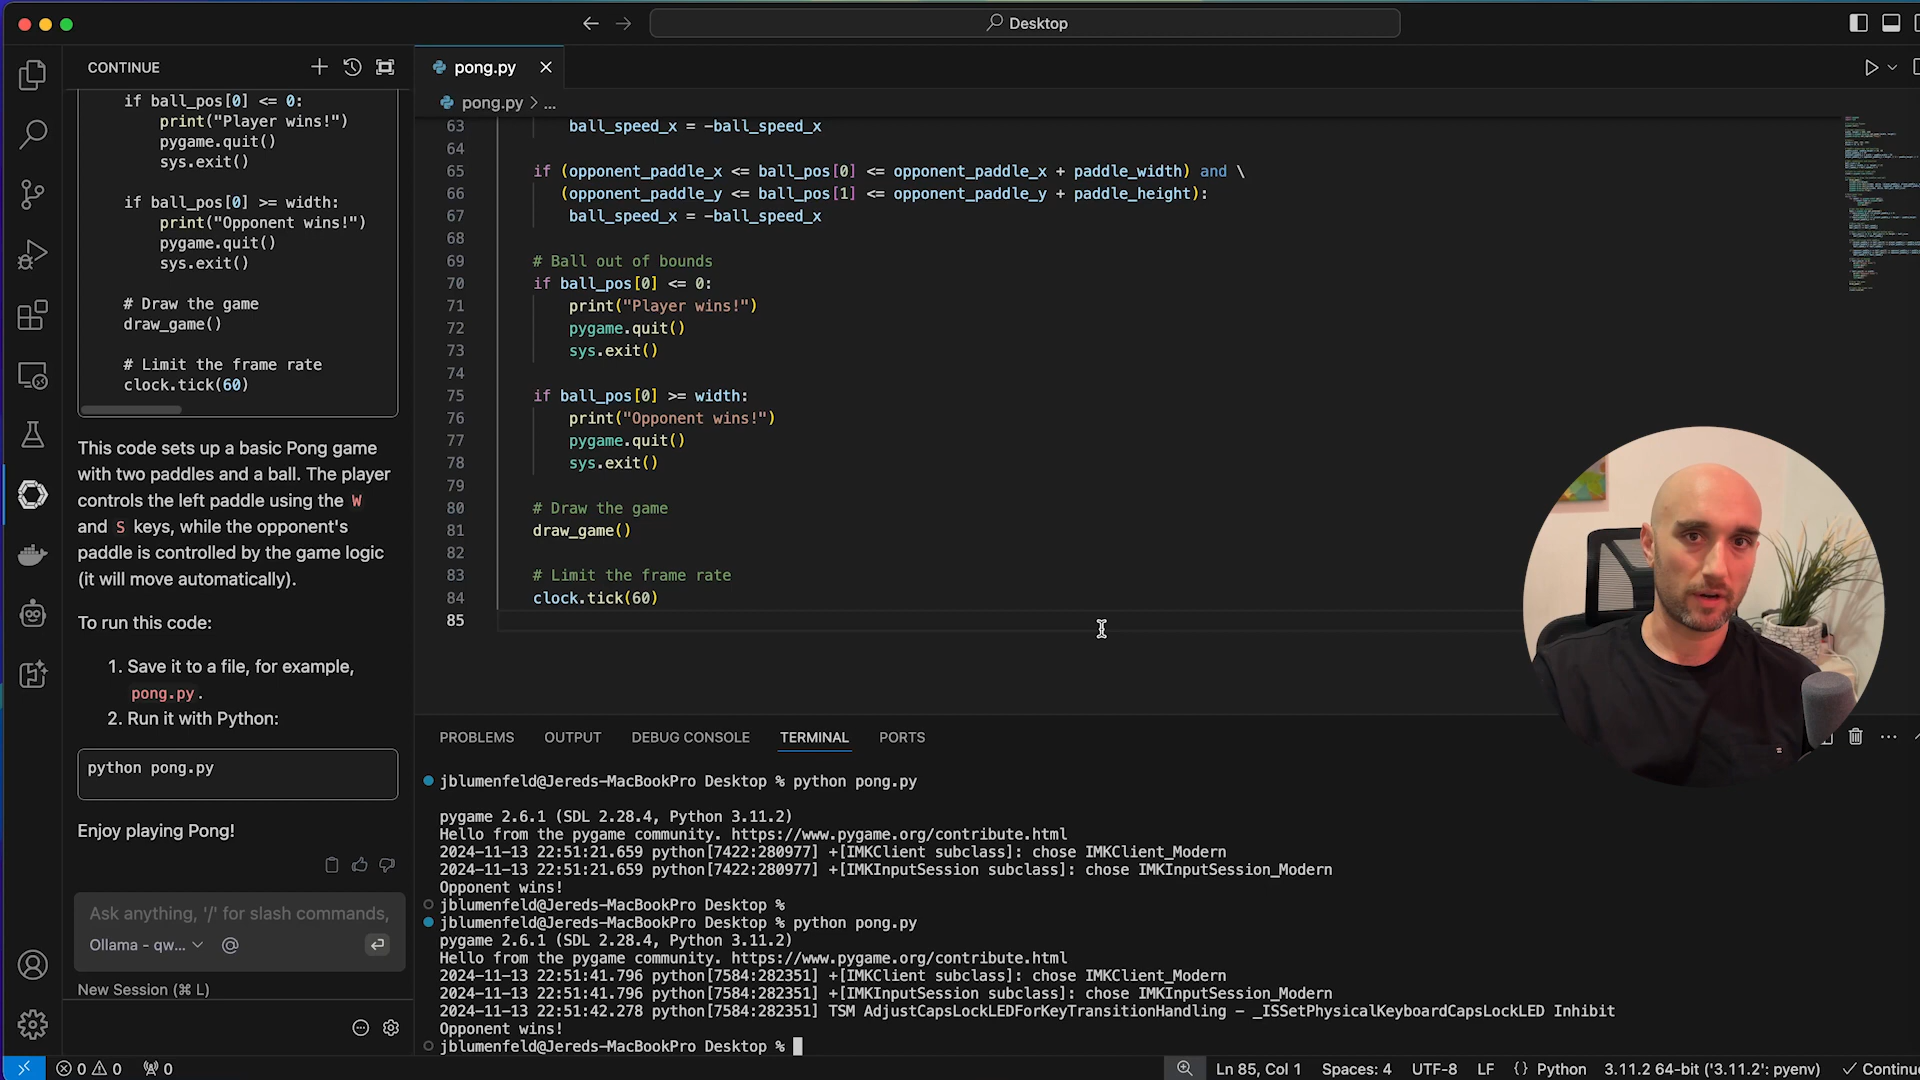 Desktop
CONTINUE
if ball_pos[0] <= 0:
print("Player wins!")
pygame.quit()
sys.exit()
if ball_pos[0] >= width:
print("Opponent wins!")
pygame.quit()
sys.exit()
# Draw the game
draw_game()
# Limit the frame rate
clock.tick(60)
This code sets up a basic Pong game
with two paddles and a ball. The player
controls the left paddle using the W
and S keys, while the opponent's
paddle is controlled by the game logic
(it will move automatically).
To run this code:
1. Save it to a file, for example,
pong.py.
2. Run it with Python:
python pong.py
Enjoy playing Pong!
Ask anything, '/' for slash commands,
Ollama - qw... @
New Session (⌘ L)
pong.py
pong.py > ...
63 ball_speed_x = -ball_speed_x
64
65 if (opponent_paddle_x <= ball_pos[0] <= opponent_paddle_x + paddle_width) and \
66 (opponent_paddle_y <= ball_pos[1] <= opponent_paddle_y + paddle_height):
67 ball_speed_x = -ball_speed_x
68
69 # Ball out of bounds
70 if ball_pos[0] <= 0:
71 print("Player wins!")
72 pygame.quit()
73 sys.exit()
74
75 if ball_pos[0] >= width:
76 print("Opponent wins!")
77 pygame.quit()
78 sys.exit()
79
80 # Draw the game
81 draw_game()
82
83 # Limit the frame rate
84 clock.tick(60)
85
PROBLEMS OUTPUT DEBUG CONSOLE TERMINAL PORTS
jblumenfeld@Jereds-MacBookPro Desktop % python pong.py
pygame 2.6.1 (SDL 2.28.4, Python 3.11.2)
Hello from the pygame community. https://www.pygame.org/contribute.html
2024-11-13 22:51:21.659 python[7422:280977] +[IMKClient subclass]: chose IMKClient_Modern
2024-11-13 22:51:21.659 python[7422:280977] +[IMKInputSession subclass]: chose IMKInputSession_Modern
Opponent wins!
jblumenfeld@Jereds-MacBookPro Desktop %
jblumenfeld@Jereds-MacBookPro Desktop % python pong.py
pygame 2.6.1 (SDL 2.28.4, Python 3.11.2)
Hello from the pygame community. https://www.pygame.org/contribute.html
2024-11-13 22:51:41.796 python[7584:282351] +[IMKClient subclass]: chose IMKClient_Modern
2024-11-13 22:51:41.796 python[7584:282351] +[IMKInputSession subclass]: chose IMKInputSession_Modern
2024-11-13 22:51:42.278 python[7584:282351] TSM AdjustCapsLockLEDForKeyTransitionHandling - _ISSetPhysicalKeyboardCapsLockLED Inhibit
Opponent wins!
jblumenfeld@Jereds-MacBookPro Desktop %
0 0 0 Ln 85, Col 1 Spaces: 4 UTF-8 LF {} Python 3.11.2 64-bit ('3.11.2': pyenv) Continu